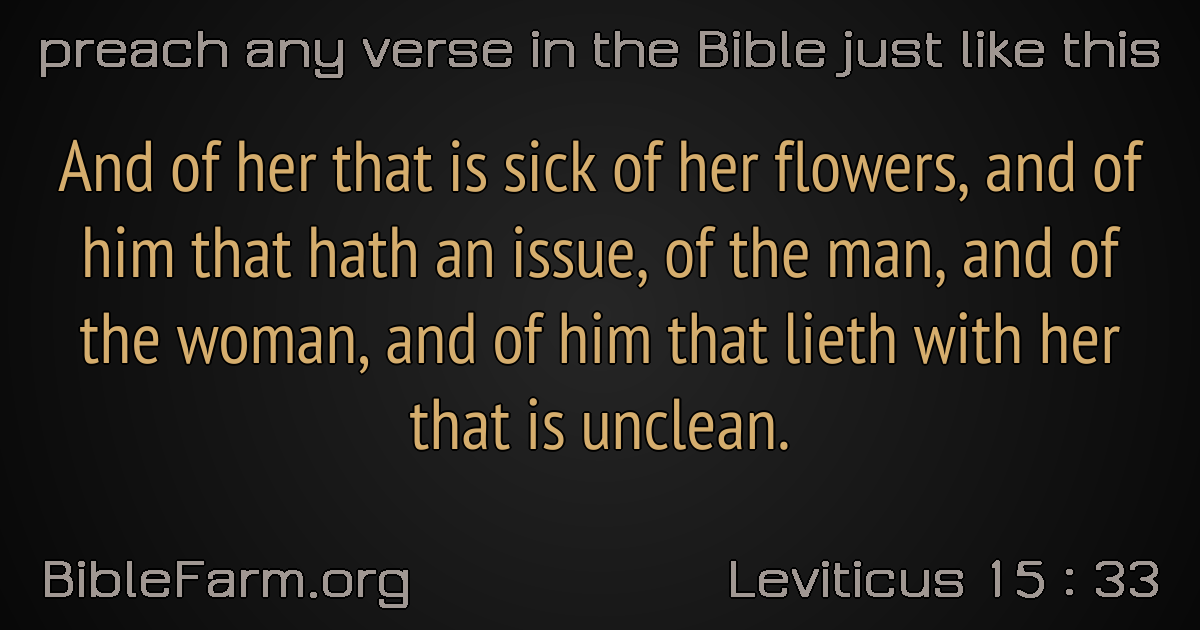 preach any verse in the Bible just like this
And of her that is sick of her flowers, and of
him that hath an issue, of the man, and of
the woman, and of him that lieth with her
that is unclean.
BibleFarm.org
Leviticus 15 : 33